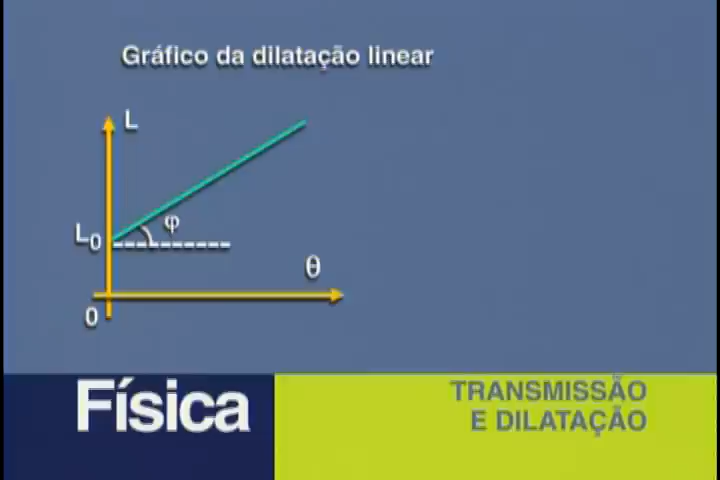 Gráfico da dilatação linear
L
L0
φ
θ
0
Física
TRANSMISSÃO
E DILATAÇÃO